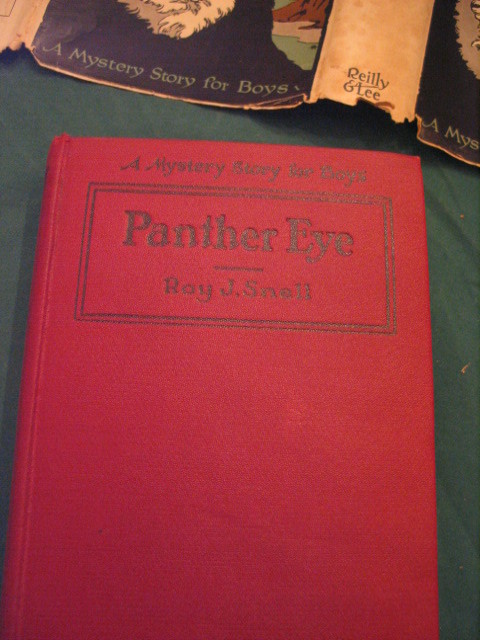 A Mystery Story for Boys
Reilly
& Lee
A Mys
A Mystery Story for Boys
Panther Eye
Roy J. Snell